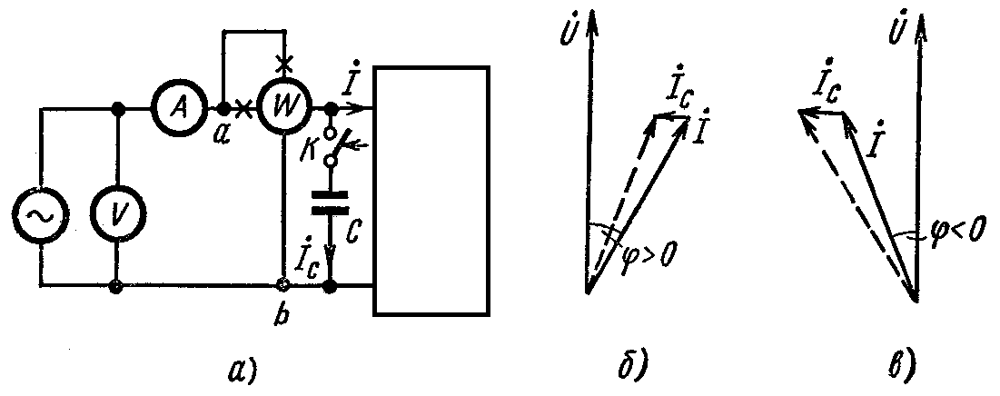 U̇ U̇
İ_C İ_C
A a W İ İ İ
K
~ V C φ>0 φ<0
İ_C
b
а) б) в)